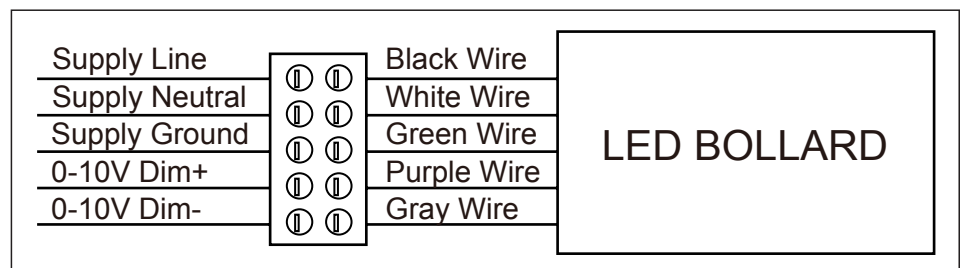 Supply Line Black Wire
Supply Neutral White Wire
Supply Ground Green Wire
0-10V Dim+ Purple Wire
0-10V Dim- Gray Wire
LED BOLLARD